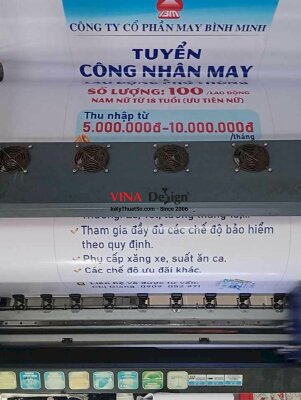 CÔNG TY CỔ PHẦN MAY BÌNH MINH
TUYỂN
CÔNG NHÂN MAY
SỐ LƯỢNG: 100 /LAO ĐỘNG
NAM NỮ TỪ 18 TUỔI (ƯU TIÊN NỮ)
Thu nhập từ
5.000.000đ-10.000.000đ
/tháng
VINA Design
InKyThuatSo.com - Since 2006
Tham gia đầy đủ các chế độ bảo hiểm
theo quy định.
Phụ cấp xăng xe, suất ăn ca.
Các chế độ ưu đãi khác.